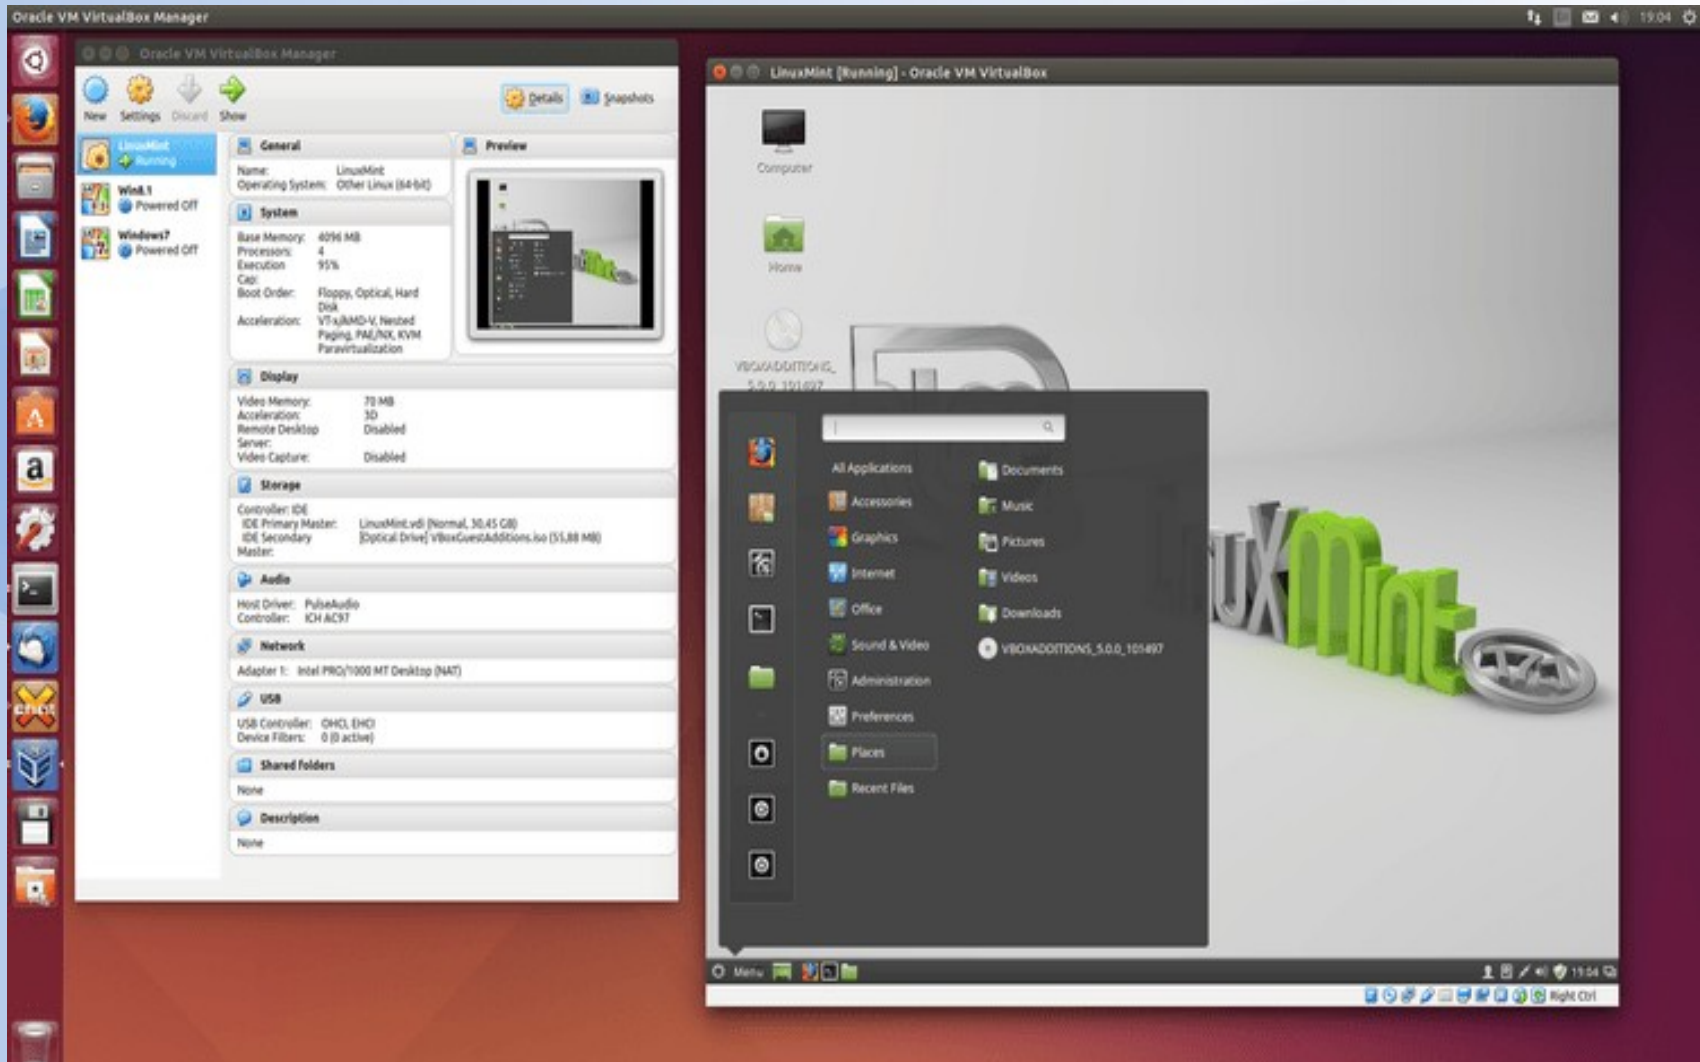 Oracle VM VirtualBox Manager
19:04
Oracle VM VirtualBox Manager
New
Settings
Discard
Show
Details
Snapshots
LinuxMint
Running
Win8.1
Powered Off
Windows7
Powered Off
General
Name: LinuxMint
Operating System: Other Linux (64-bit)
Preview
System
Base Memory: 4096 MB
Processors: 4
Execution 95%
Cap:
Boot Order: Floppy, Optical, Hard
Disk
Acceleration: VT-x/AMD-V, Nested
Paging, PAE/NX, KVM
Paravirtualization
Display
Video Memory: 70 MB
Acceleration: 3D
Remote Desktop Disabled
Server:
Video Capture: Disabled
Storage
Controller: IDE
IDE Primary Master: LinuxMint.vdi (Normal, 30,45 GB)
IDE Secondary [Optical Drive] VBoxGuestAdditions.iso (55,88 MB)
Master:
Audio
Host Driver: PulseAudio
Controller: ICH AC97
Network
Adapter 1: Intel PRO/1000 MT Desktop (NAT)
USB
USB Controller: OHCI, EHCI
Device Filters: 0 (0 active)
Shared folders
None
Description
None
LinuxMint [Running] - Oracle VM VirtualBox
Computer
Home
VBOXADDITIONS_
5.0.0_101497
All Applications
Accessories
Graphics
Internet
Office
Sound & Video
Administration
Preferences
Places
Recent Files
Documents
Music
Pictures
Videos
Downloads
VBOXADDITIONS_5.0.0_101497
inuxMint
17.1
Menu
19:04
Right Ctrl
a
xchat